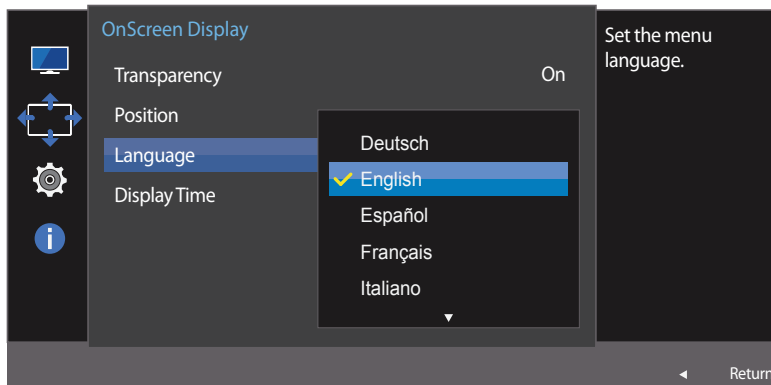 OnScreen Display
Transparency On
Position
Language
Display Time
Deutsch
English
Español
Français
Italiano
Set the menu
language.
Return